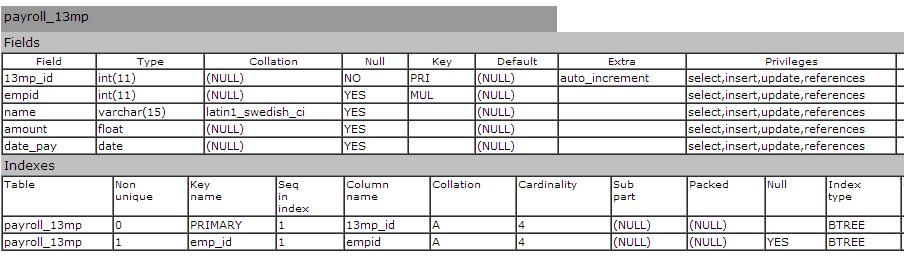 payroll_13mp
Fields
Field Type Collation Null Key Default Extra Privileges
13mp_id int(11) (NULL) NO PRI (NULL) auto_increment select,insert,update,references
empid int(11) (NULL) YES MUL (NULL) select,insert,update,references
name varchar(15) latin1_swedish_ci YES (NULL) select,insert,update,references
amount float (NULL) YES (NULL) select,insert,update,references
date_pay date (NULL) YES (NULL) select,insert,update,references
Indexes
Table Non unique Key name Seq in index Column name Collation Cardinality Sub part Packed Null Index type
payroll_13mp 0 PRIMARY 1 13mp_id A 4 (NULL) (NULL) BTREE
payroll_13mp 1 emp_id 1 empid A 4 (NULL) (NULL) YES BTREE